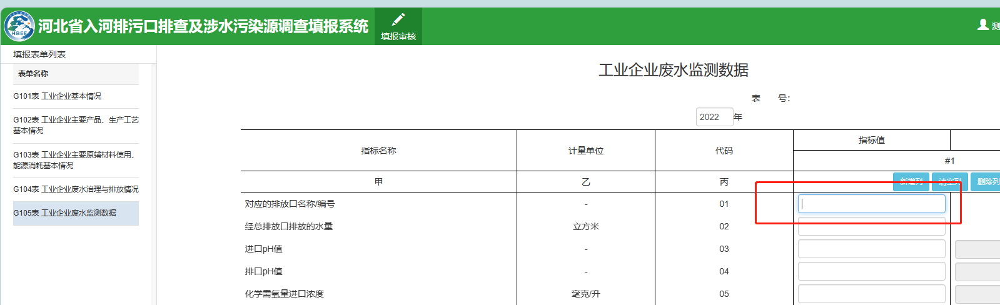 HBEE 河北省入河排污口排查及涉水污染源调查填报系统
填报审核
测
填报表单列表
表单名称
G101表 工业企业基本情况
G102表 工业企业主要产品、生产工艺
基本情况
G103表 工业企业主要原辅材料使用、
能源消耗基本情况
G104表 工业企业废水治理与排放情况
G105表 工业企业废水监测数据
工业企业废水监测数据
表 号:
2022 年
指标名称 计量单位 代码 指标值
#1
甲 乙 丙 新增列 清空列 删除列
对应的排放口名称/编号 - 01
经总排放口排放的水量 立方米 02
进口pH值 - 03
排口pH值 - 04
化学需氧量进口浓度 毫克/升 05